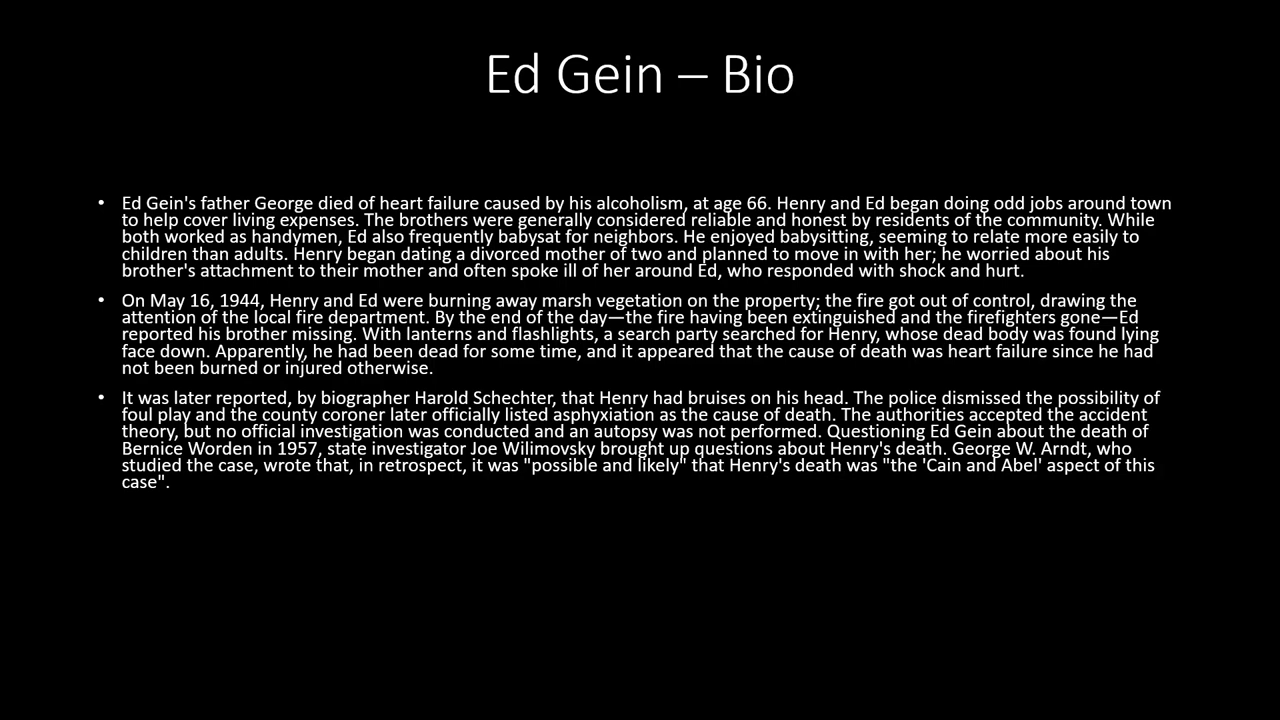 Ed Gein – Bio
• Ed Gein's father George died of heart failure caused by his alcoholism, at age 66. Henry and Ed began doing odd jobs around town
to help cover living expenses. The brothers were generally considered reliable and honest by residents of the community. While
both worked as handymen, Ed also frequently babysat for neighbors. He enjoyed babysitting, seeming to relate more easily to
children than adults. Henry began dating a divorced mother of two and planned to move in with her; he worried about his
brother's attachment to their mother and often spoke ill of her around Ed, who responded with shock and hurt.
• On May 16, 1944, Henry and Ed were burning away marsh vegetation on the property; the fire got out of control, drawing the
attention of the local fire department. By the end of the day—the fire having been extinguished and the firefighters gone—Ed
reported his brother missing. With lanterns and flashlights, a search party searched for Henry, whose dead body was found lying
face down. Apparently, he had been dead for some time, and it appeared that the cause of death was heart failure since he had
not been burned or injured otherwise.
• It was later reported, by biographer Harold Schechter, that Henry had bruises on his head. The police dismissed the possibility of
foul play and the county coroner later officially listed asphyxiation as the cause of death. The authorities accepted the accident
theory, but no official investigation was conducted and an autopsy was not performed. Questioning Ed Gein about the death of
Bernice Worden in 1957, state investigator Joe Wilimovsky brought up questions about Henry's death. George W. Arndt, who
studied the case, wrote that, in retrospect, it was "possible and likely" that Henry's death was "the 'Cain and Abel' aspect of this
case".